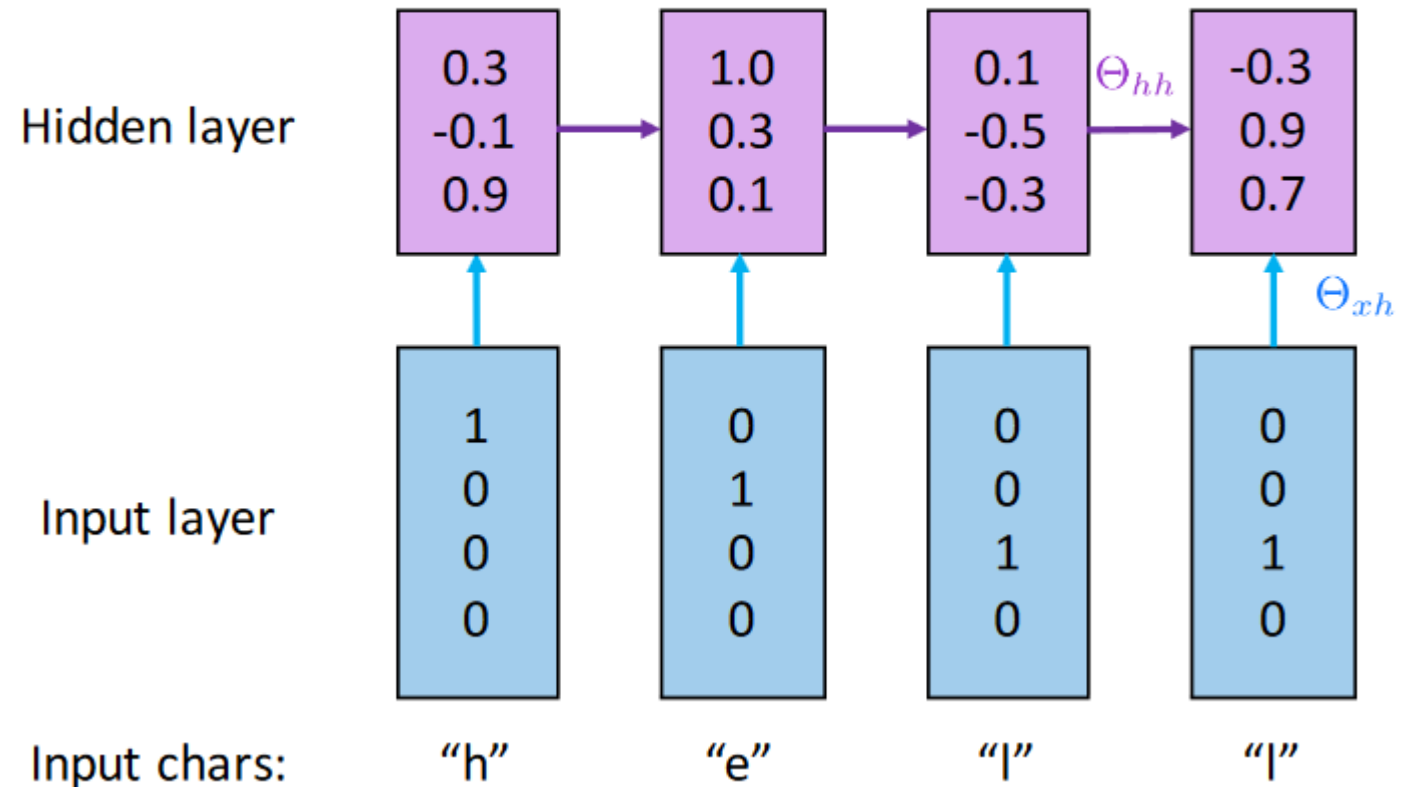 0.3 1.0 0.1 Θhh -0.3
Hidden layer -0.1 0.3 -0.5 0.9
0.9 0.1 -0.3 0.7
Θxh
1 0 0 0
0 1 0 0
Input layer
0 0 1 1
0 0 0 0
Input chars: “h” “e” “l” “l”